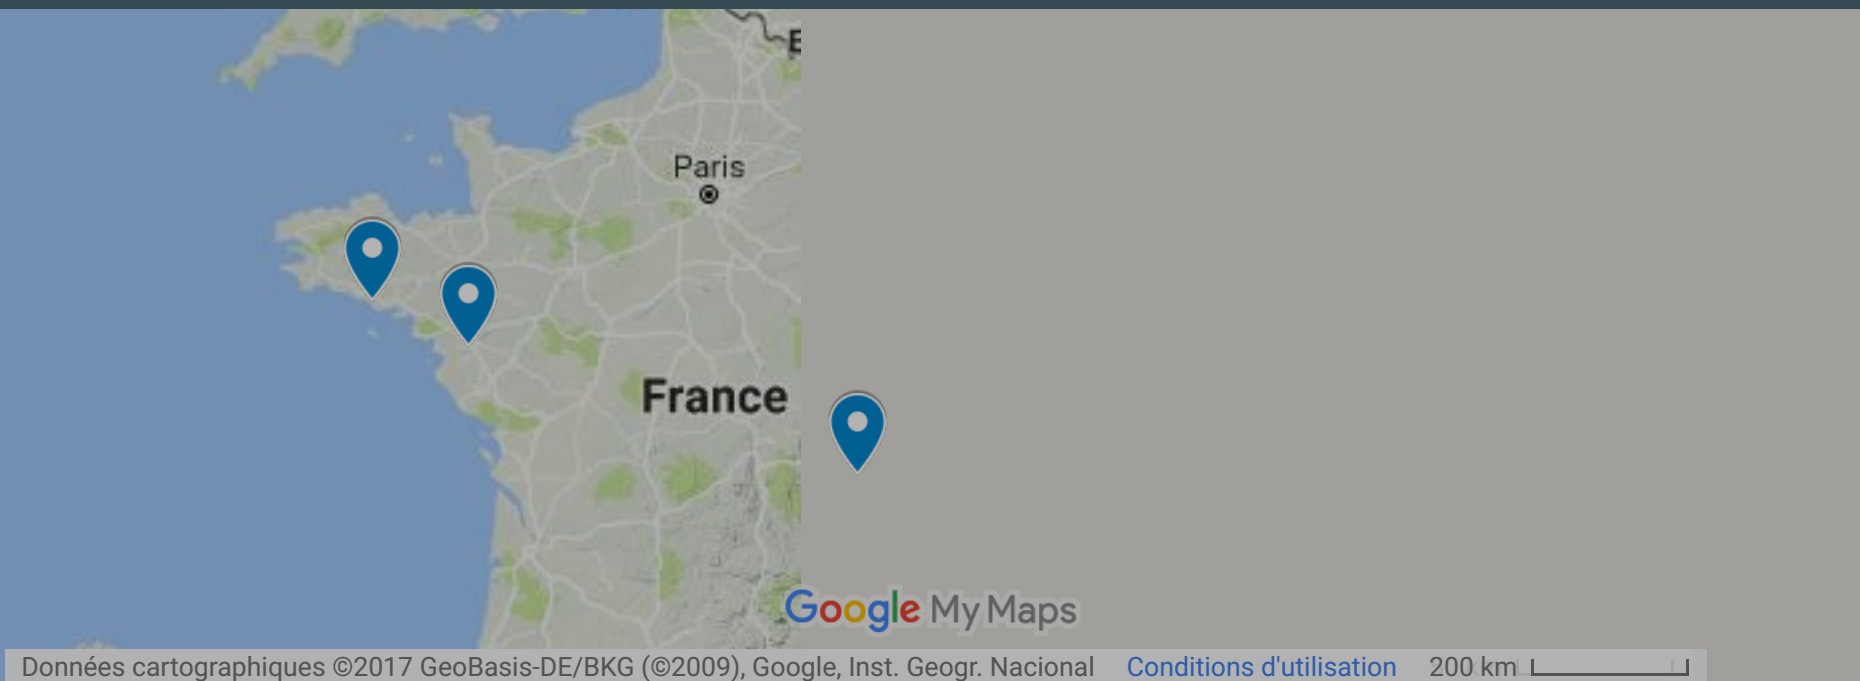 Paris
France
Google My Maps
Données cartographiques ©2017 GeoBasis-DE/BKG (©2009), Google, Inst. Geogr. Nacional Conditions d'utilisation 200 km